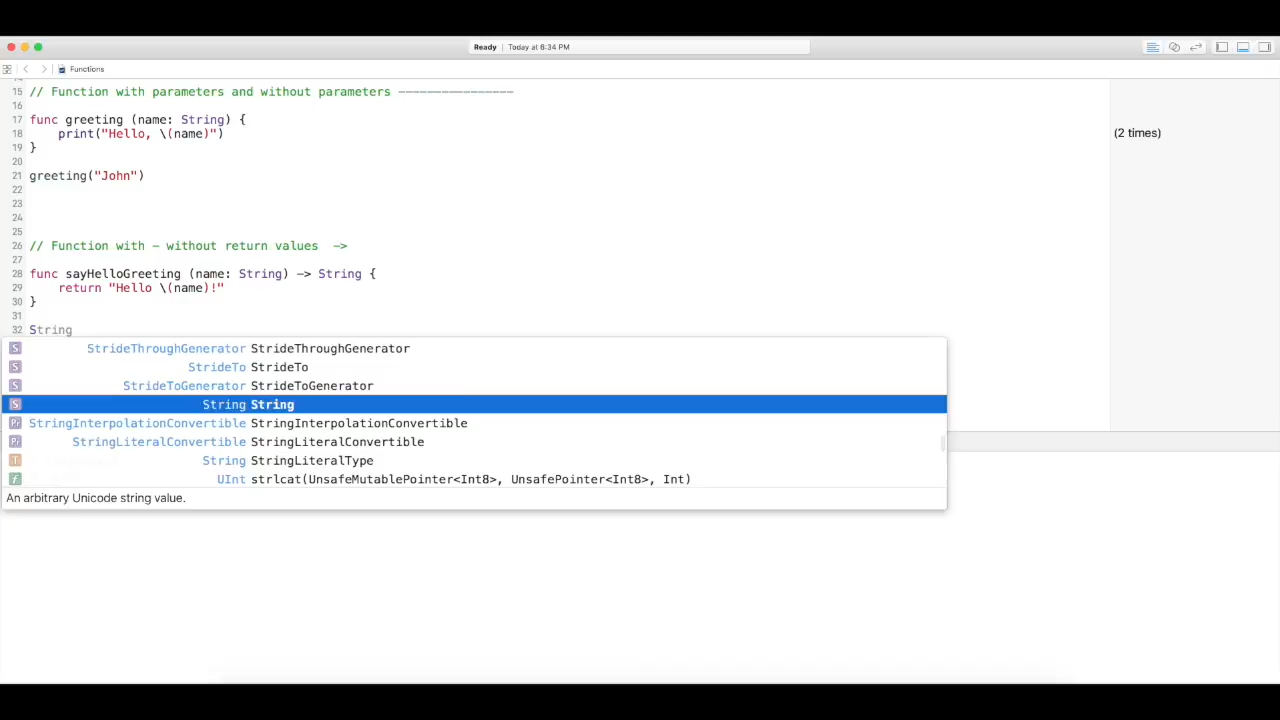 Ready | Today at 6:34 PM
Functions
14
15 // Function with parameters and without parameters ----------------
16
17 func greeting (name: String) {
18 print("Hello, \(name)")
(2 times)
19 }
20
21 greeting("John")
22
23
24
25
26 // Function with - without return values ->
27
28 func sayHelloGreeting (name: String) -> String {
29 return "Hello \(name)!"
30 }
31
32 String
S StrideThroughGenerator StrideThroughGenerator
S StrideTo StrideTo
S StrideToGenerator StrideToGenerator
S String String
Pr StringInterpolationConvertible StringInterpolationConvertible
Pr StringLiteralConvertible StringLiteralConvertible
T String StringLiteralType
f UInt strlcat(UnsafeMutablePointer<Int8>, UnsafePointer<Int8>, Int)
An arbitrary Unicode string value.